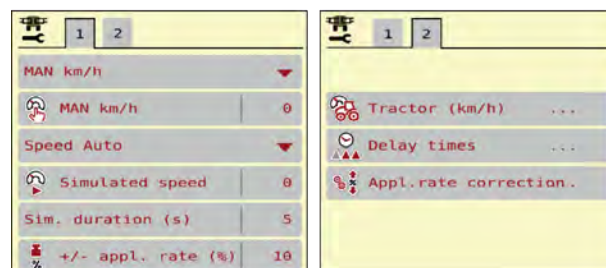 1 2
MAN km/h
MAN km/h 0
Speed Auto
Simulated speed 0
Sim. duration (s) 5
+/- appl. rate (%) 10
1 2
Tractor (km/h) ...
Delay times ...
Appl.rate correction.